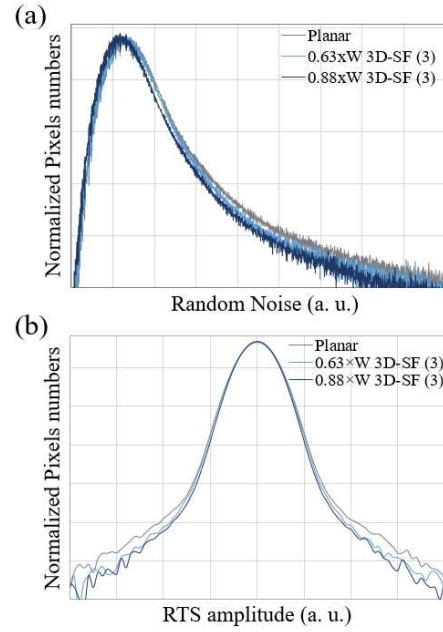 (a)
Planar
0.63xW 3D-SF (3)
0.88xW 3D-SF (3)
Normalized Pixels numbers
Random Noise (a. u.)
(b)
Planar
0.63×W 3D-SF (3)
0.88×W 3D-SF (3)
Normalized Pixels numbers
RTS amplitude (a. u.)